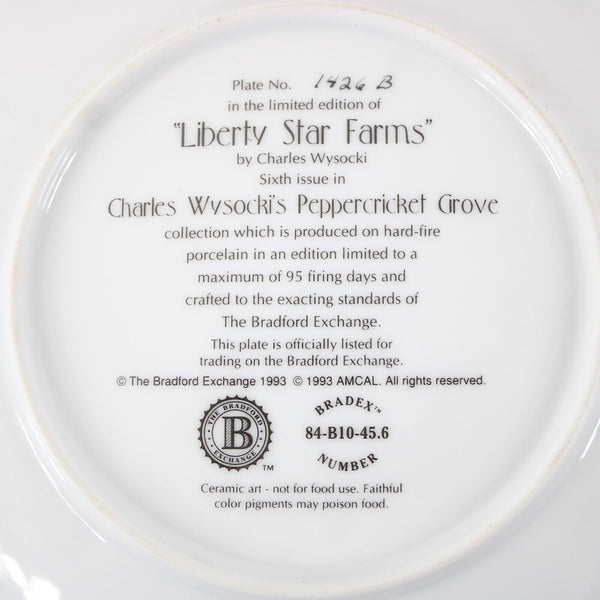 Plate No. 1426 B
in the limited edition of
"Liberty Star Farms"
by Charles Wysocki
Sixth issue in
Charles Wysocki's Peppercricket Grove
collection which is produced on hard-fire
porcelain in an edition limited to a
maximum of 95 firing days and
crafted to the exacting standards of
The Bradford Exchange.
This plate is officially listed for
trading on the Bradford Exchange.
© The Bradford Exchange 1993 © 1993 AMCAL. All rights reserved.
THE BRADFORD
B
EXCHANGE
TM
BRADEX™
84-B10-45.6
NUMBER
Ceramic art - not for food use. Faithful
color pigments may poison food.